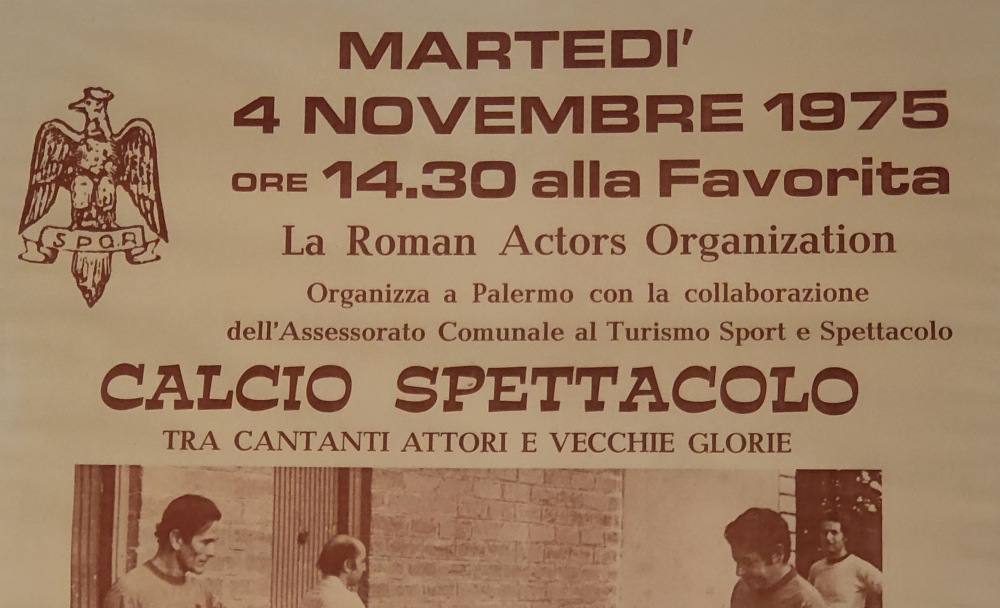 MARTEDI'
4 NOVEMBRE 1975
ORE 14.30 alla Favorita
S P Q R
La Roman Actors Organization
Organizza a Palermo con la collaborazione
dell'Assessorato Comunale al Turismo Sport e Spettacolo
CALCIO SPETTACOLO
TRA CANTANTI ATTORI E VECCHIE GLORIE